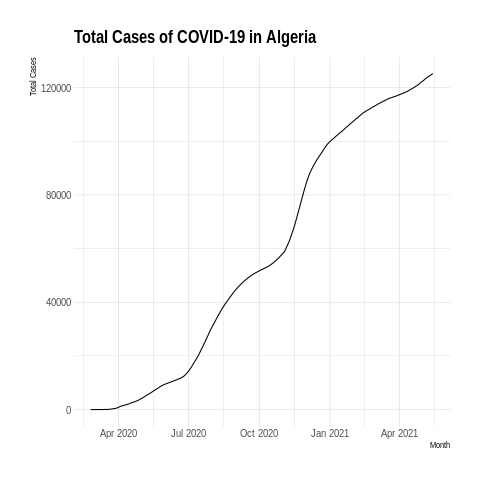 Total Cases of COVID-19 in Algeria
Total Cases
120000
80000
40000
0
Apr 2020 Jul 2020 Oct 2020 Jan 2021 Apr 2021
Month